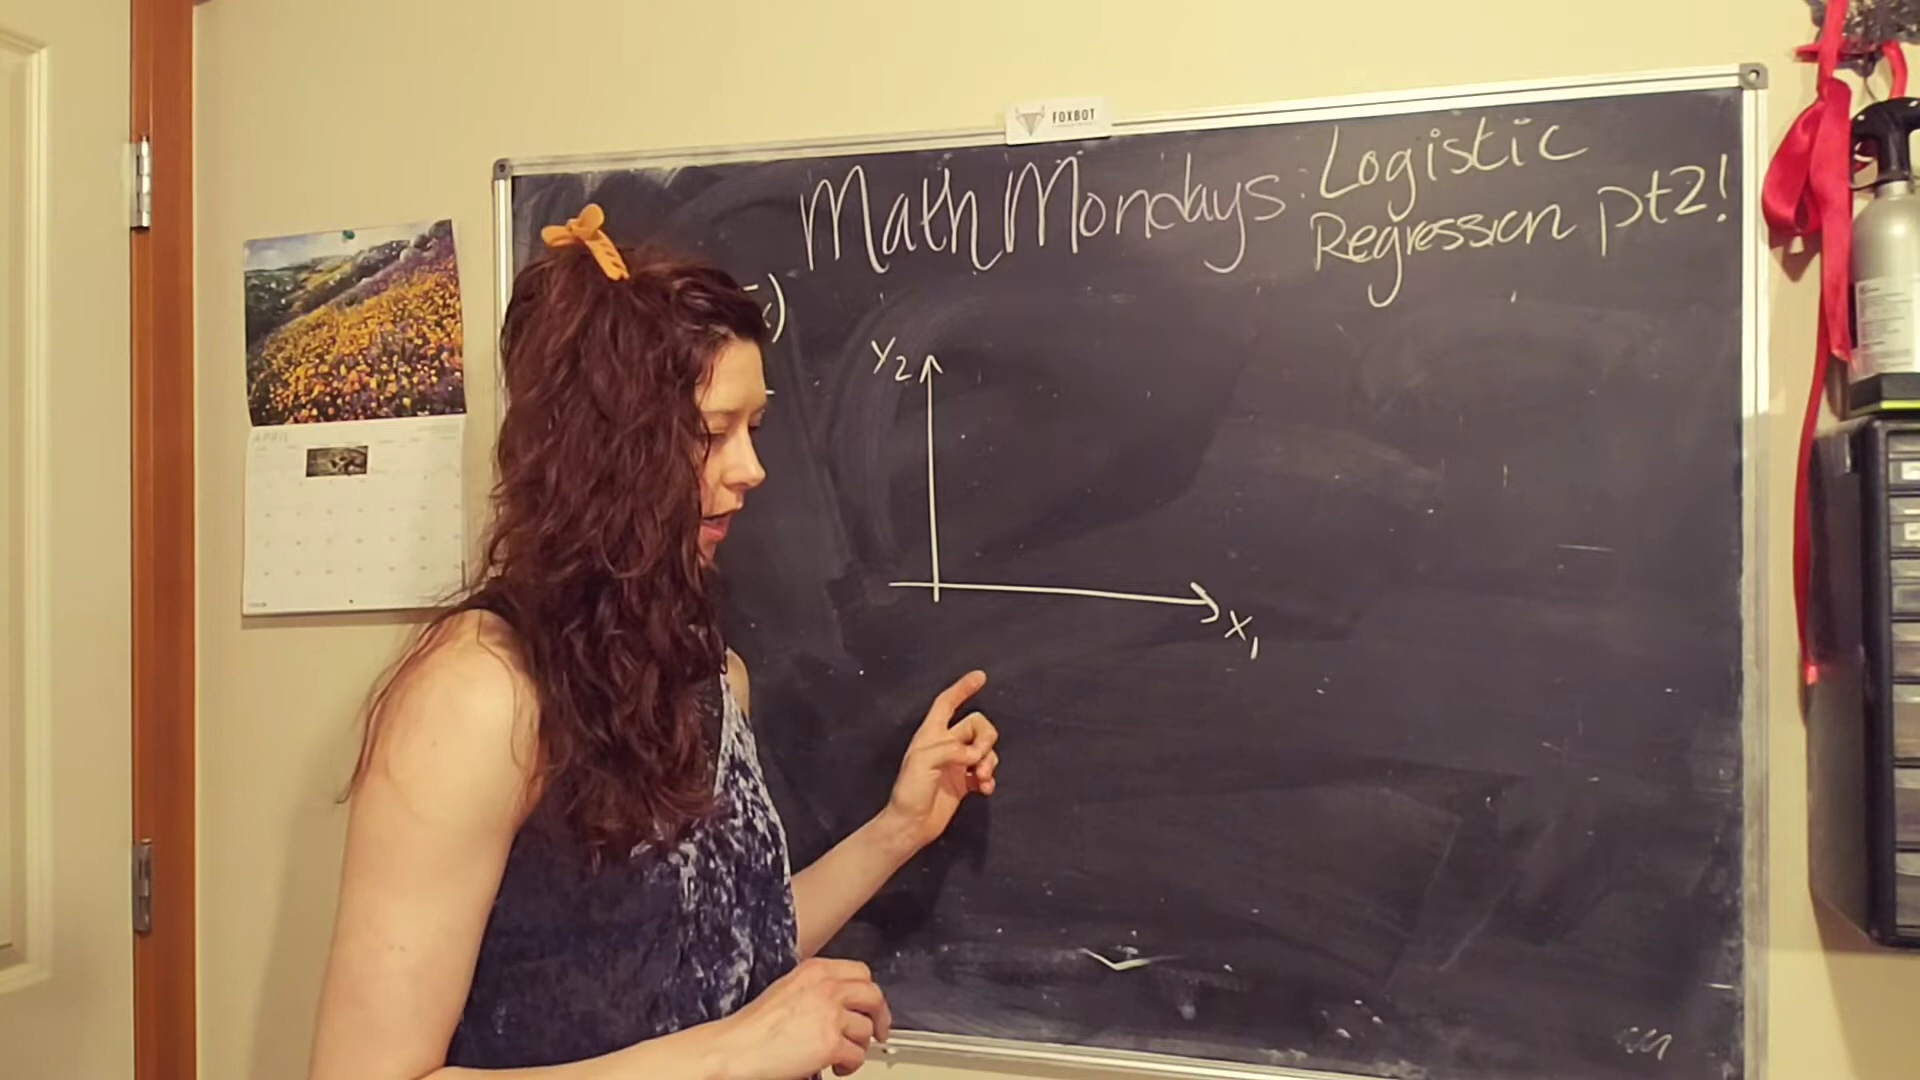 APRIL
FOXBOT
Math Mondays: Logistic
Regression pt2!
Y2
X1